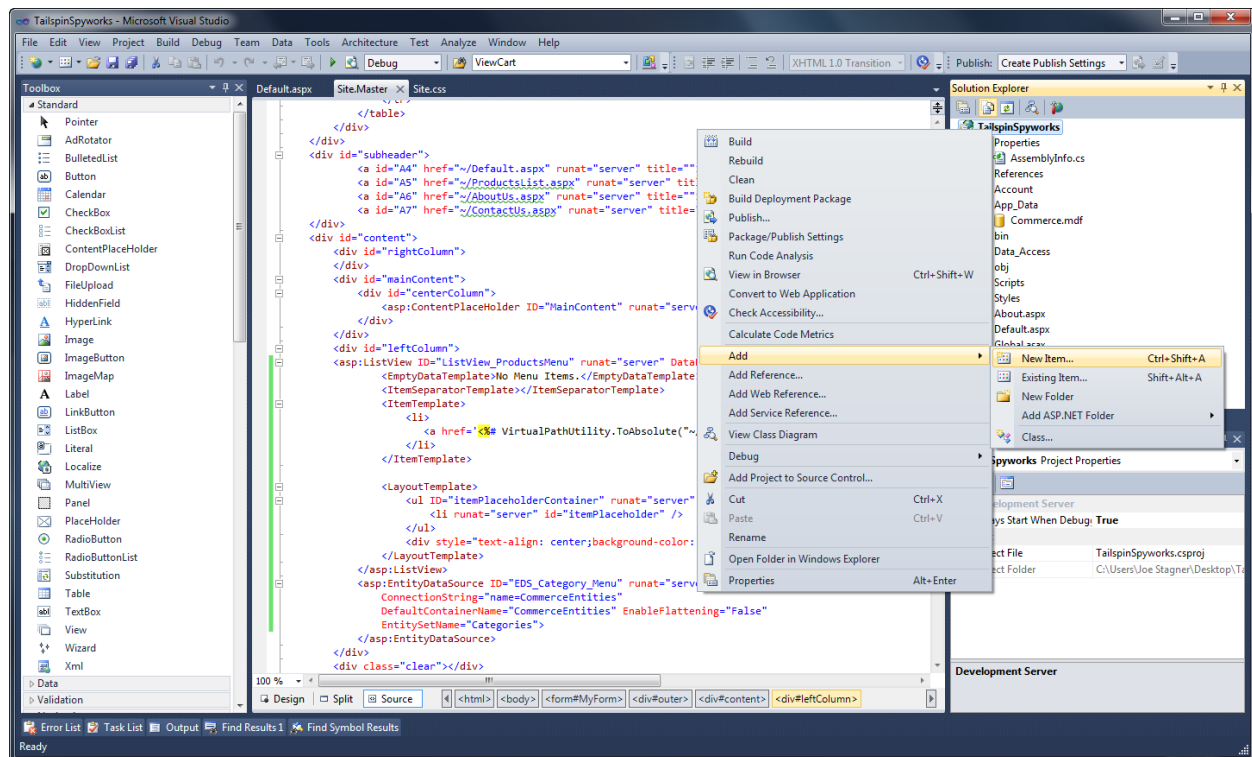 TailspinSpyworks - Microsoft Visual Studio
File Edit View Project Build Debug Team Data Tools Architecture Test Analyze Window Help
Debug ViewCart XHTML 1.0 Transition Publish: Create Publish Settings
Toolbox
Standard
Pointer
AdRotator
BulletedList
Button
Calendar
CheckBox
CheckBoxList
ContentPlaceHolder
DropDownList
FileUpload
HiddenField
HyperLink
Image
ImageButton
ImageMap
Label
LinkButton
ListBox
Literal
Localize
MultiView
Panel
PlaceHolder
RadioButton
RadioButtonList
Substitution
Table
TextBox
View
Wizard
Xml
Data
Validation
Default.aspx Site.Master Site.css
</table>
</div>
</div>
<div id="subheader">
<a id="A4" href="~/Default.aspx" runat="server" title=""
<a id="A5" href="~/ProductsList.aspx" runat="server" tit
<a id="A6" href="~/AboutUs.aspx" runat="server" title=""
<a id="A7" href="~/ContactUs.aspx" runat="server" title=
</div>
<div id="content">
<div id="rightColumn">
</div>
<div id="mainContent">
<div id="centerColumn">
<asp:ContentPlaceHolder ID="MainContent" runat="serv
</div>
</div>
<div id="leftColumn">
<asp:ListView ID="ListView_ProductsMenu" runat="server" Data
<EmptyDataTemplate>No Menu Items.</EmptyDataTemplate
<ItemSeparatorTemplate></ItemSeparatorTemplate>
<ItemTemplate>
<li>
<a href='<%# VirtualPathUtility.ToAbsolute("~
</li>
</ItemTemplate>
<LayoutTemplate>
<ul ID="itemPlaceholderContainer" runat="server"
<li runat="server" id="itemPlaceholder" />
</ul>
<div style="text-align: center;background-color:
</LayoutTemplate>
</asp:ListView>
<asp:EntityDataSource ID="EDS_Category_Menu" runat="serve
ConnectionString="name=CommerceEntities"
DefaultContainerName="CommerceEntities" EnableFlattening="False"
EntitySetName="Categories">
</asp:EntityDataSource>
</div>
<div class="clear"></div>
100 %
Design Split Source <html> <body> <form#MyForm> <div#outer> <div#content> <div#leftColumn>
Build
Rebuild
Clean
Build Deployment Package
Publish...
Package/Publish Settings
Run Code Analysis
View in Browser Ctrl+Shift+W
Convert to Web Application
Check Accessibility...
Calculate Code Metrics
Add
Add Reference...
Add Web Reference...
Add Service Reference...
View Class Diagram
Debug
Add Project to Source Control...
Cut Ctrl+X
Paste Ctrl+V
Rename
Open Folder in Windows Explorer
Properties Alt+Enter
New Item... Ctrl+Shift+A
Existing Item... Shift+Alt+A
New Folder
Add ASP.NET Folder
Class...
Solution Explorer
TailspinSpyworks
Properties
AssemblyInfo.cs
References
Account
App_Data
Commerce.mdf
bin
Data_Access
obj
Scripts
Styles
About.aspx
Default.aspx
Global.asax
Spyworks Project Properties
elopment Server
ys Start When Debug True
ect File TailspinSpyworks.csproj
ect Folder C:\Users\Joe Stagner\Desktop\Ta
Development Server
Error List Task List Output Find Results 1 Find Symbol Results
Ready